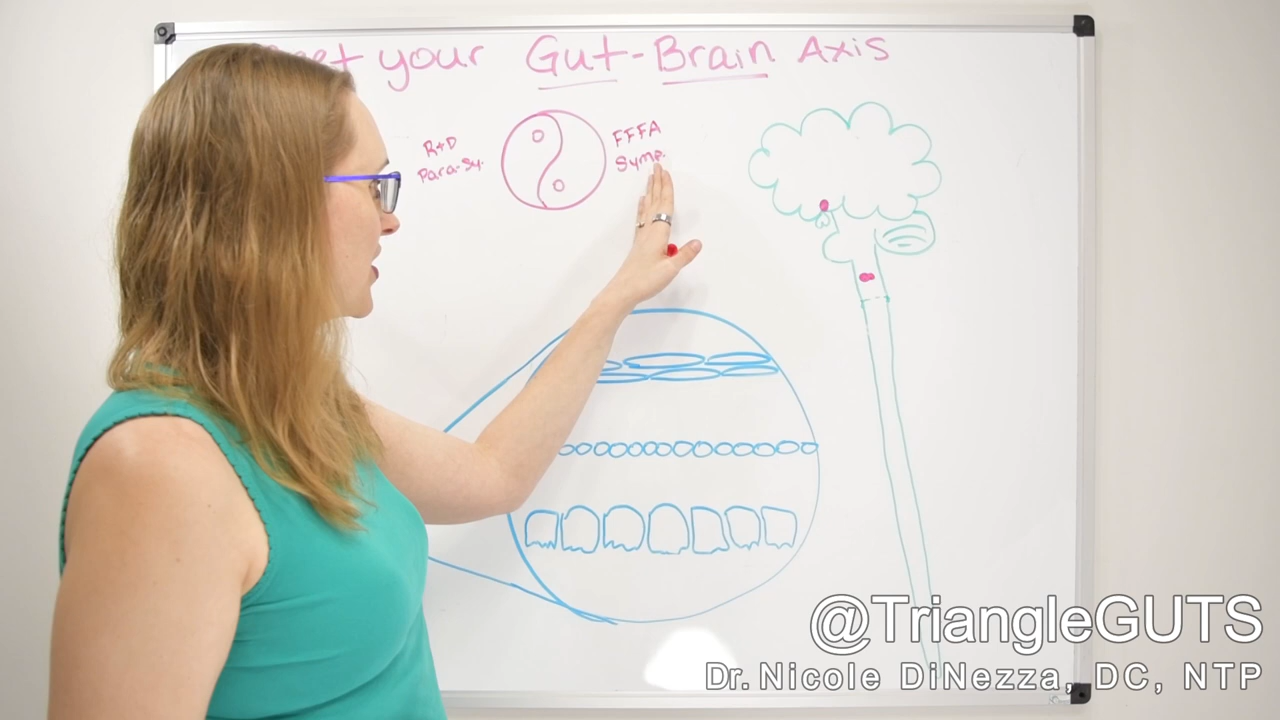 your Gut-Brain Axis
R+D
Para-Sy.
FFFA
Symp.
@TriangleGUTS
Dr. Nicole DiNezza, DC, NTP